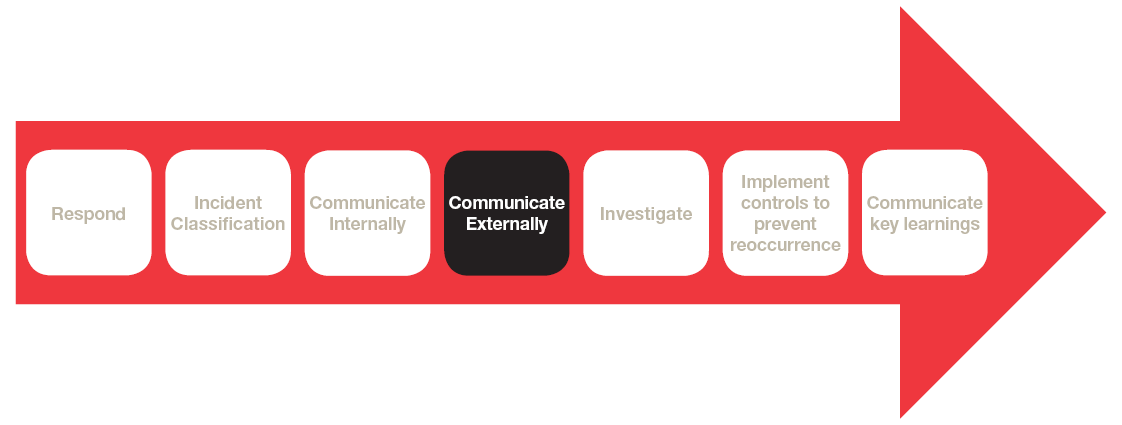 Respond
Incident
Classification
Communicate
Internally
Communicate
Externally
Investigate
Implement
controls to
prevent
reoccurrence
Communicate
key learnings